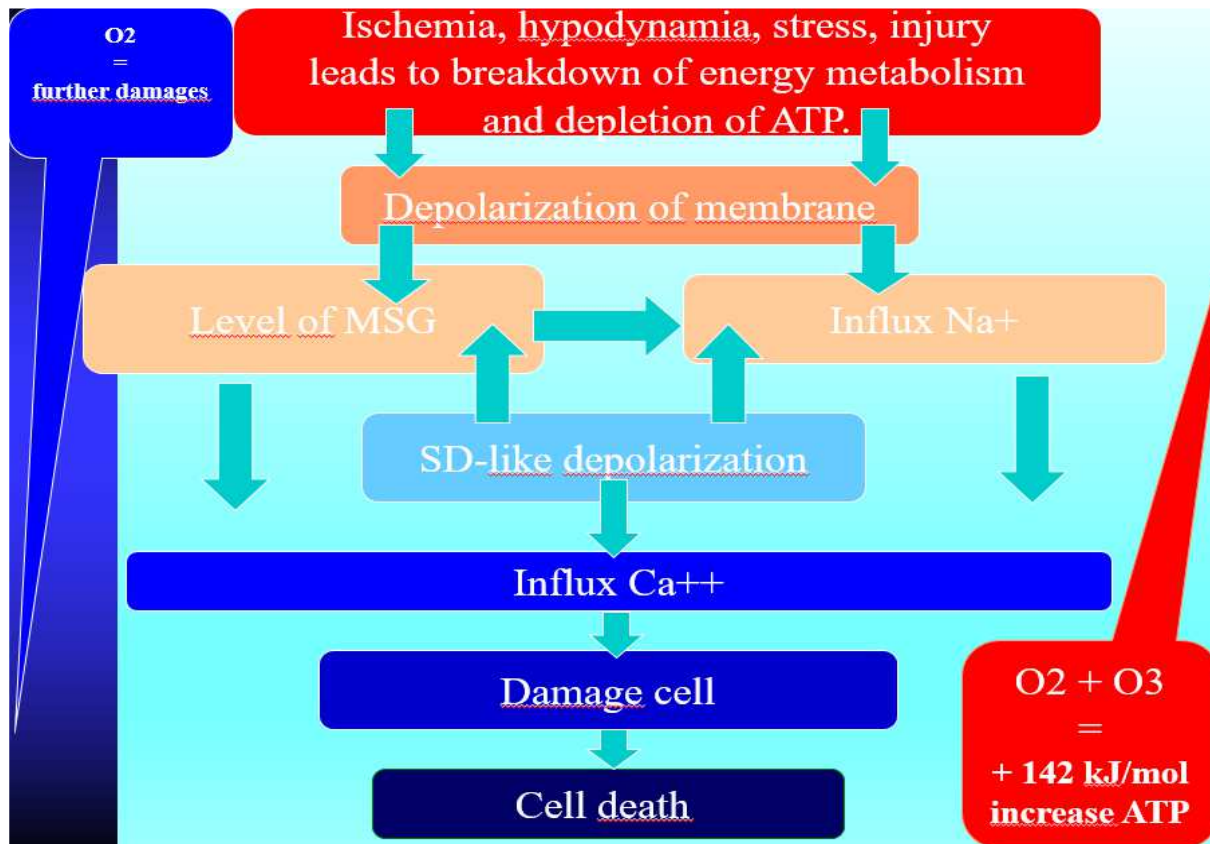 O2
=
further damages
Ischemia, hypodynamia, stress, injury
leads to breakdown of energy metabolism
and depletion of ATP.
Depolarization of membrane
Level of MSG
Influx Na+
SD-like depolarization
Influx Ca++
Damage cell
Cell death
O2 + O3
=
+ 142 kJ/mol
increase ATP